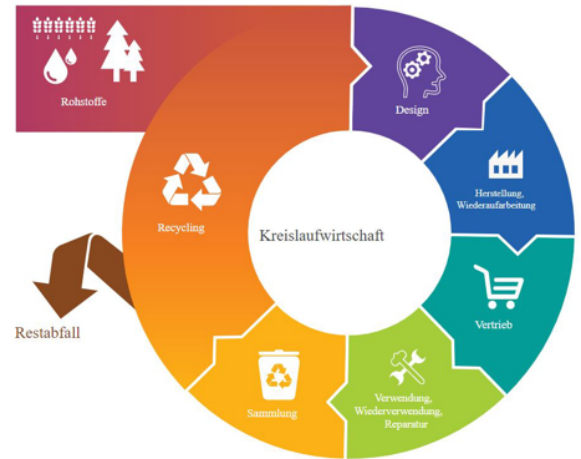 Rohstoffe
Design
Herstellung,
Wiederaufarbeitung
Recycling
Kreislaufwirtschaft
Vertrieb
Restabfall
Sammlung
Verwendung,
Wiederverwendung,
Reparatur